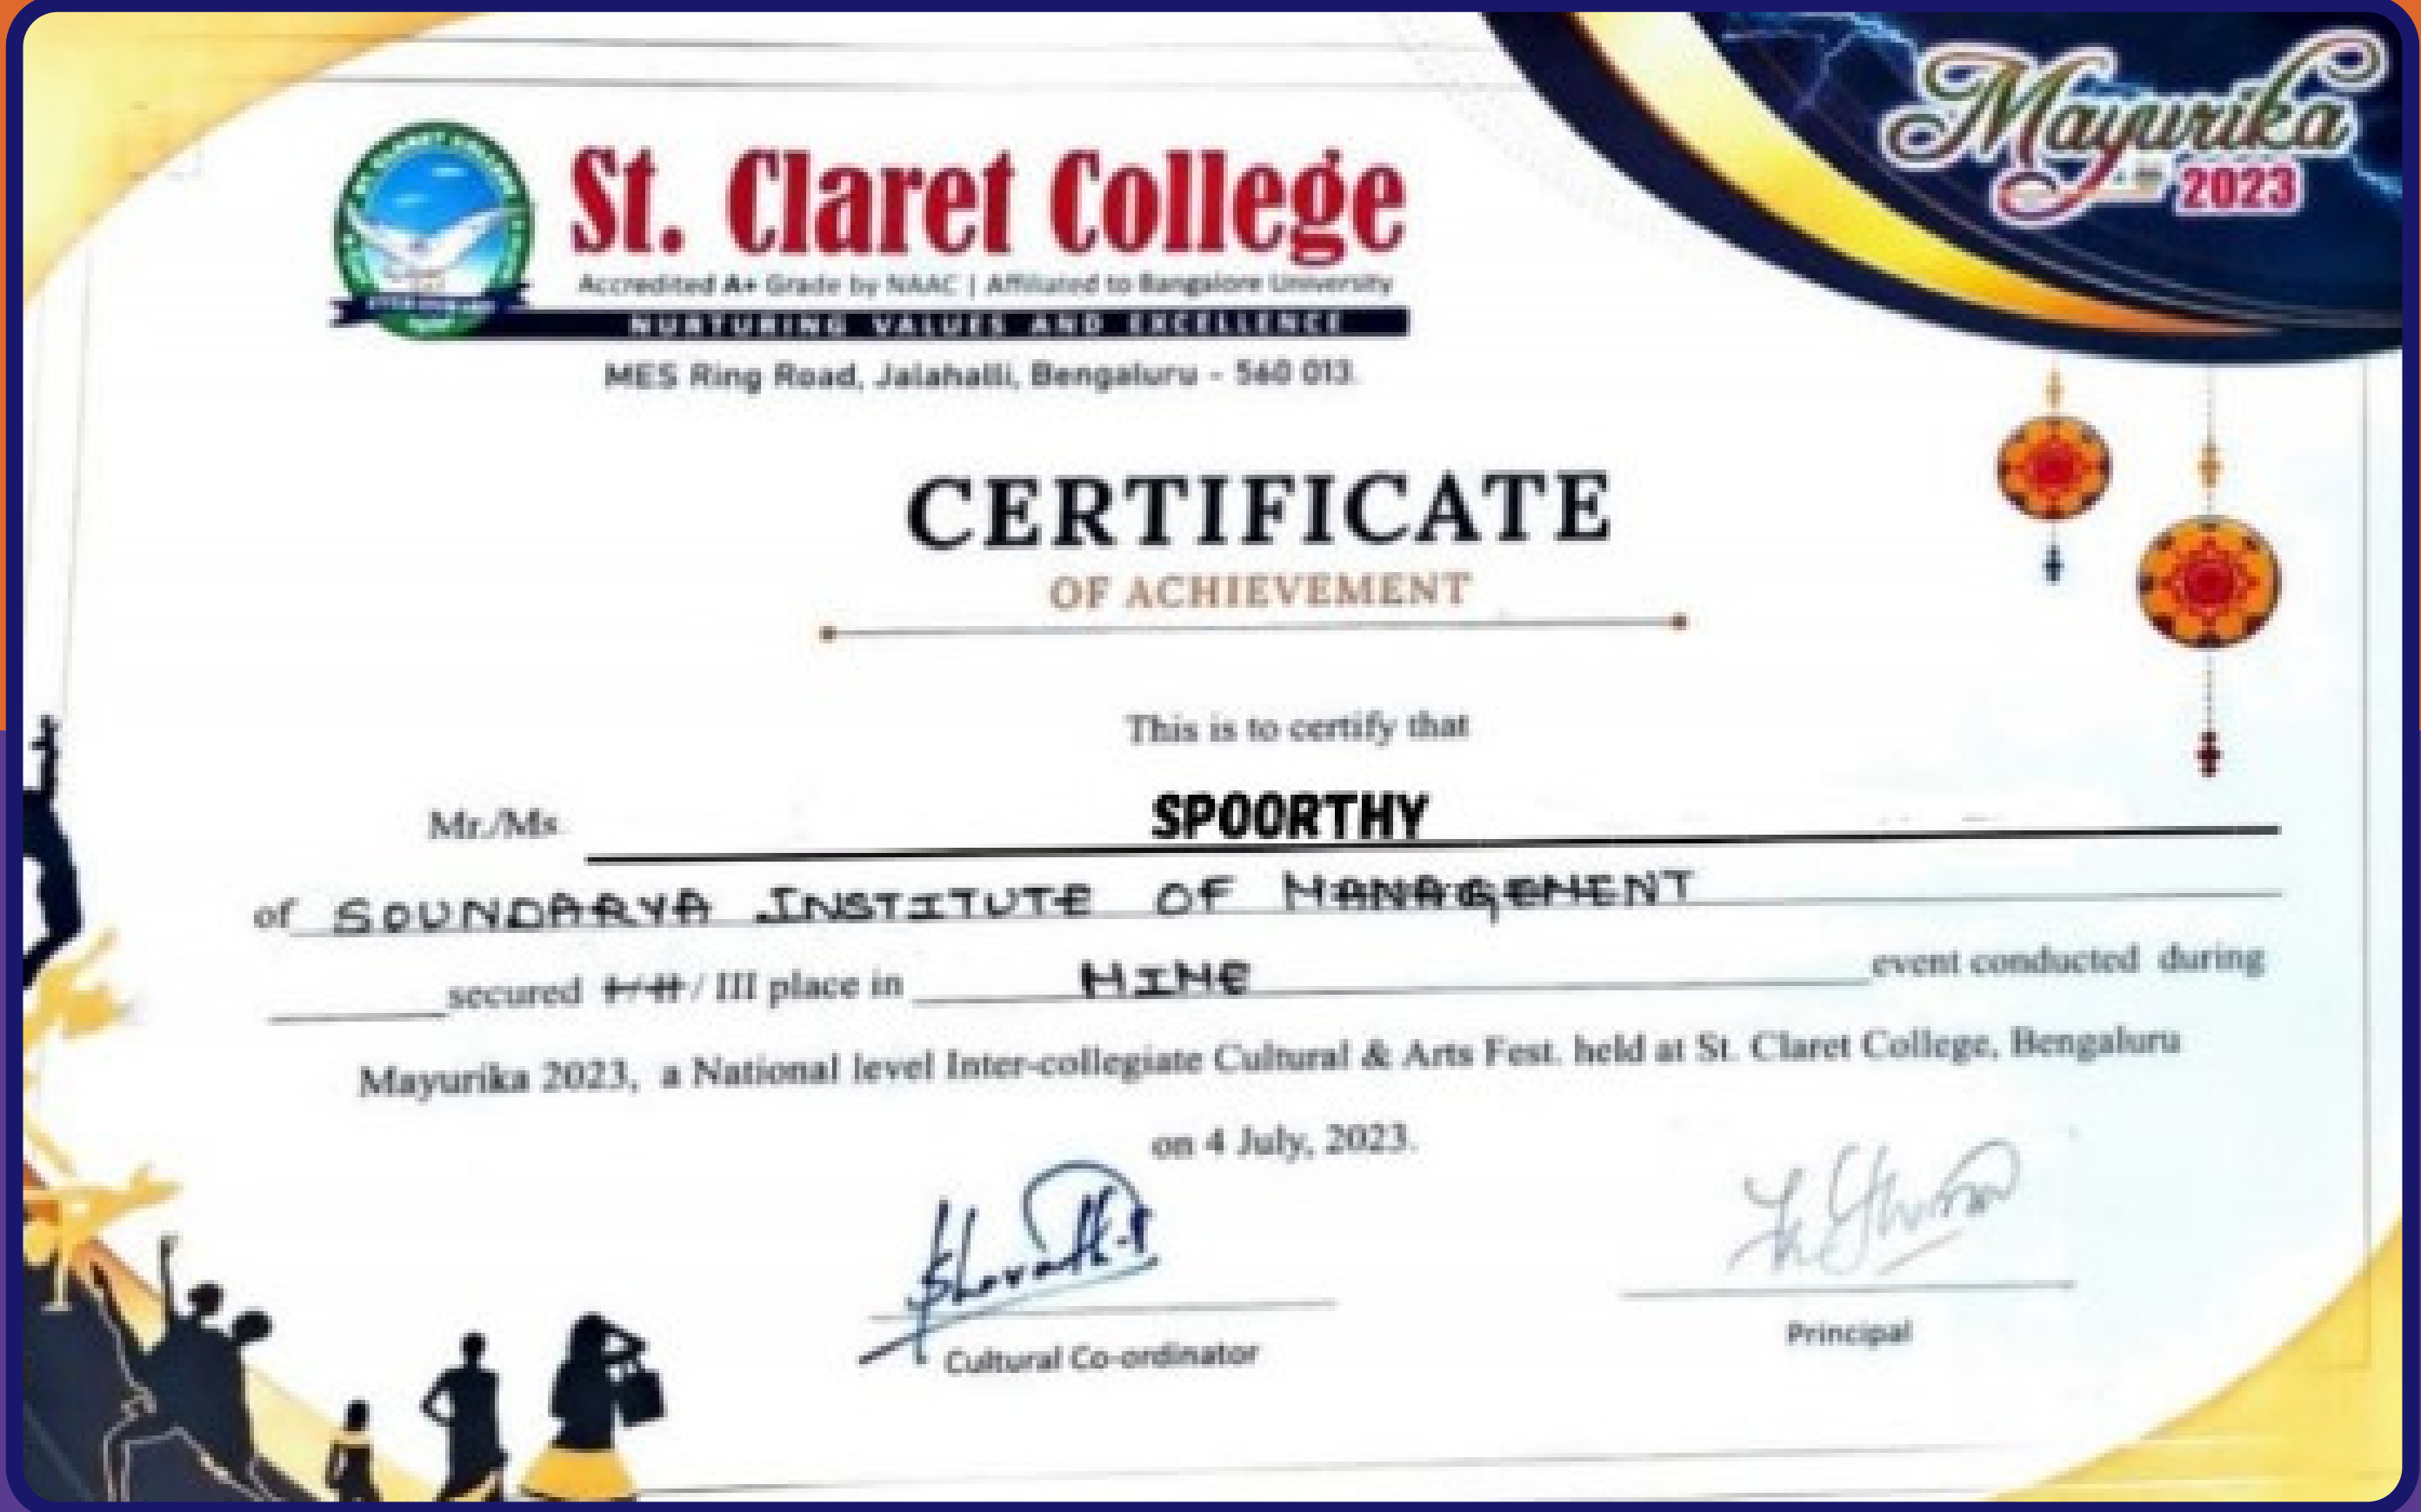 Mayurika
2023
St. Claret College
Accredited A+ Grade by NAAC | Affiliated to Bangalore University
NURTURING VALUES AND EXCELLENCE
MES Ring Road, Jalahalli, Bengaluru - 560 013.
CERTIFICATE
OF ACHIEVEMENT
This is to certify that
Mr./Ms. SPOORTHY
of SOUNDARYA INSTITUTE OF MANAGEMENT
secured I/II/ III place in MIME event conducted during
Mayurika 2023, a National level Inter-collegiate Cultural & Arts Fest. held at St. Claret College, Bengaluru
on 4 July, 2023.
Cultural Co-ordinator
Principal